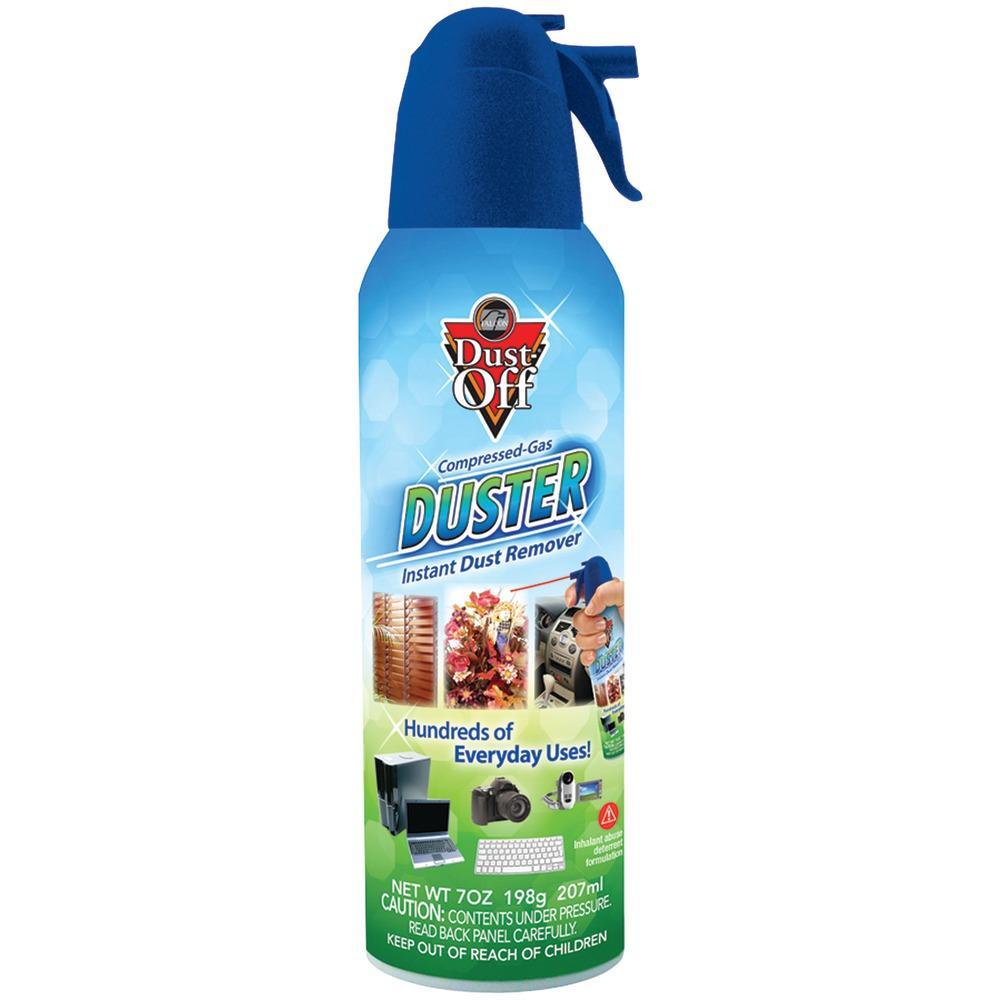 FALCON
Dust-
Off
Compressed-Gas
DUSTER
Instant Dust Remover
DUSTER
Hundreds of
Everyday Uses!
Inhalant abuse
deterrent
formulation
NET WT 7OZ 198g 207ml
CAUTION: CONTENTS UNDER PRESSURE.
READ BACK PANEL CAREFULLY.
KEEP OUT OF REACH OF CHILDREN